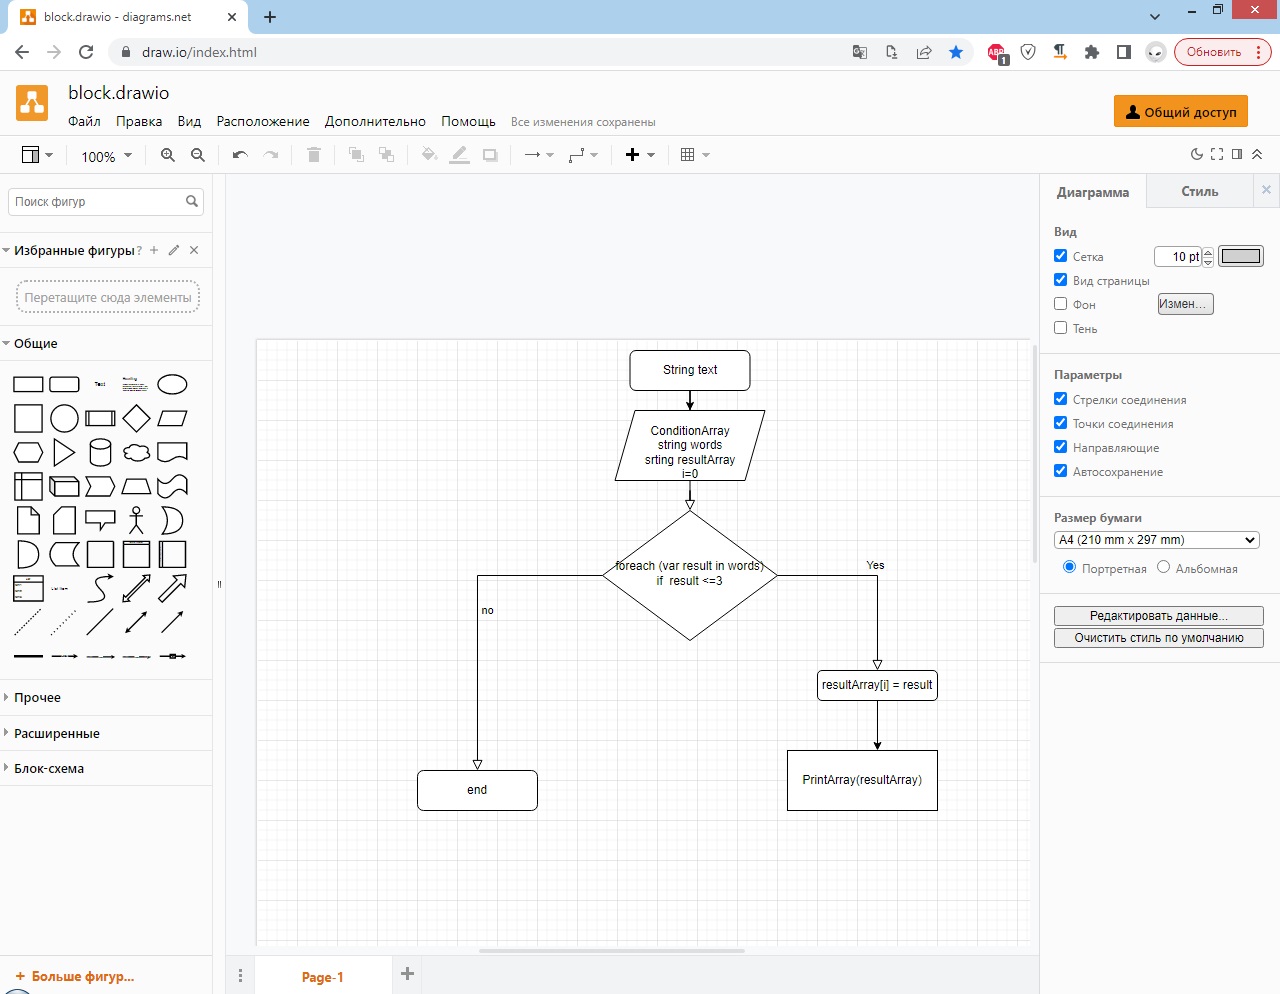 block.drawio - diagrams.net
draw.io/index.html
ABP
1
Обновить
block.drawio
Файл Правка Вид Расположение Дополнительно Помощь Все изменения сохранены
Общий доступ
100%
Поиск фигур
Избранные фигуры ?
Перетащите сюда элементы
Общие
Text
Heading
List Item
Прочее
Расширенные
Блок-схема
+ Больше фигур...
String text
ConditionArray
string words
srting resultArray
i=0
foreach (var result in words)
if result <=3
Yes
no
resultArray[i] = result
PrintArray(resultArray)
end
Page-1
Диаграмма Стиль
Вид
Сетка 10 pt
Вид страницы
Фон Измен...
Тень
Параметры
Стрелки соединения
Точки соединения
Направляющие
Автосохранение
Размер бумаги
A4 (210 mm x 297 mm)
Портретная Альбомная
Редактировать данные...
Очистить стиль по умолчанию